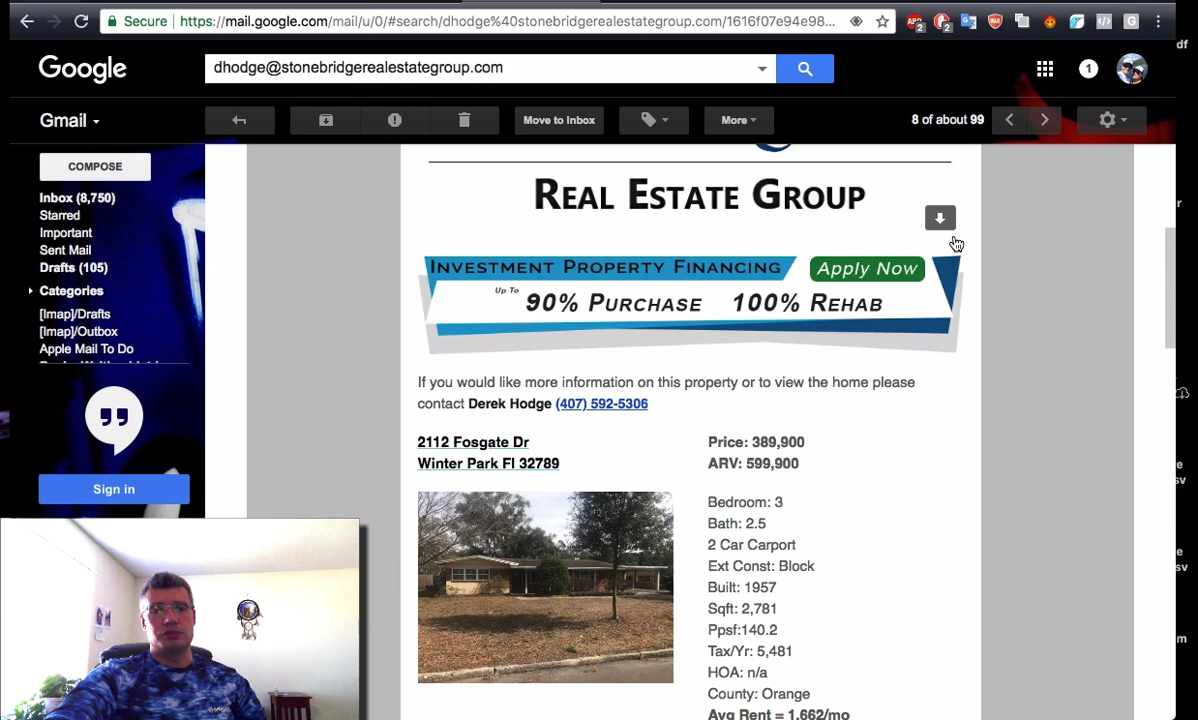 Secure
https://mail.google.com/mail/u/0/#search/dhodge%40stonebridgerealestategroup.com/1616f07e94e98...
2
2
G
df
Google
dhodge@stonebridgerealestategroup.com
1
Gmail
Move to Inbox
More
8 of about 99
COMPOSE
Inbox (8,750)
Starred
Important
Sent Mail
Drafts (105)
Categories
[Imap]/Drafts
[Imap]/Outbox
Apple Mail To Do
Sign in
Real Estate Group
Investment Property Financing
Apply Now
Up To
90% Purchase 100% Rehab
If you would like more information on this property or to view the home please
contact Derek Hodge (407) 592-5306
2112 Fosgate Dr
Winter Park Fl 32789
Price: 389,900
ARV: 599,900
Bedroom: 3
Bath: 2.5
2 Car Carport
Ext Const: Block
Built: 1957
Sqft: 2,781
Ppsf:140.2
Tax/Yr: 5,481
HOA: n/a
County: Orange
Avg Rent = 1,662/mo